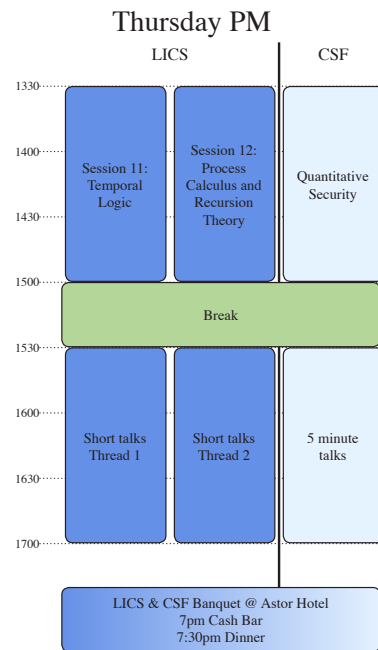 Thursday PM
LICS
CSF
1330
1400
1430
1500
1530
1600
1630
1700
Session 11:
Temporal
Logic
Session 12:
Process
Calculus and
Recursion
Theory
Quantitative
Security
Break
Short talks
Thread 1
Short talks
Thread 2
5 minute
talks
LICS & CSF Banquet @ Astor Hotel
7pm Cash Bar
7:30pm Dinner